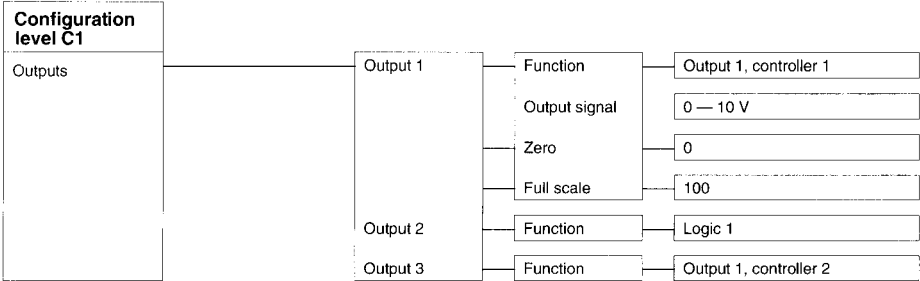 Configuration
level C1
Outputs
Output 1
Function
Output 1, controller 1
Output signal
0 — 10 V
Zero
0
Full scale
100
Output 2
Function
Logic 1
Output 3
Function
Output 1, controller 2